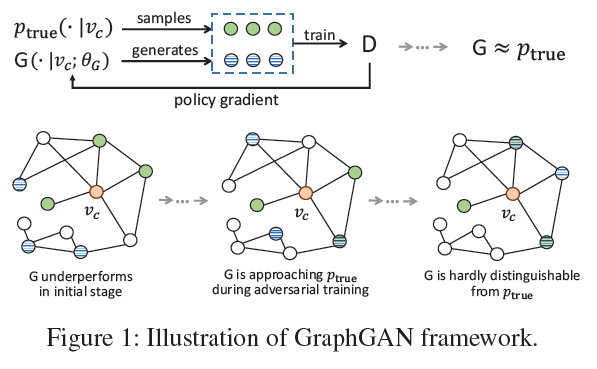 p_true(· |v_c) samples
G(· |v_c; θ_G) generates
train D G ≈ p_true
policy gradient
v_c v_c v_c
G underperforms
in initial stage
G is approaching p_true
during adversarial training
G is hardly distinguishable
from p_true
Figure 1: Illustration of GraphGAN framework.